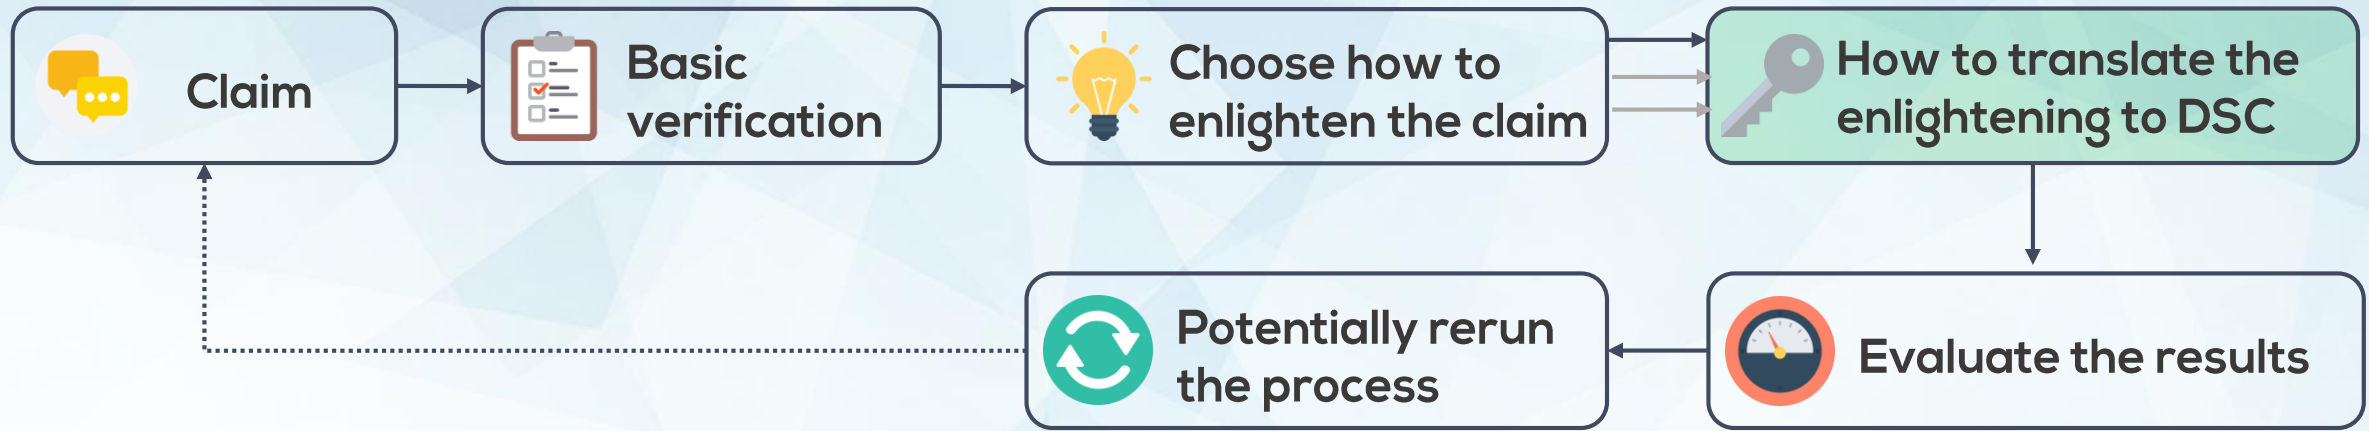 Claim
Basic
verification
Choose how to
enlighten the claim
How to translate the
enlightening to DSC
Potentially rerun
the process
Evaluate the results